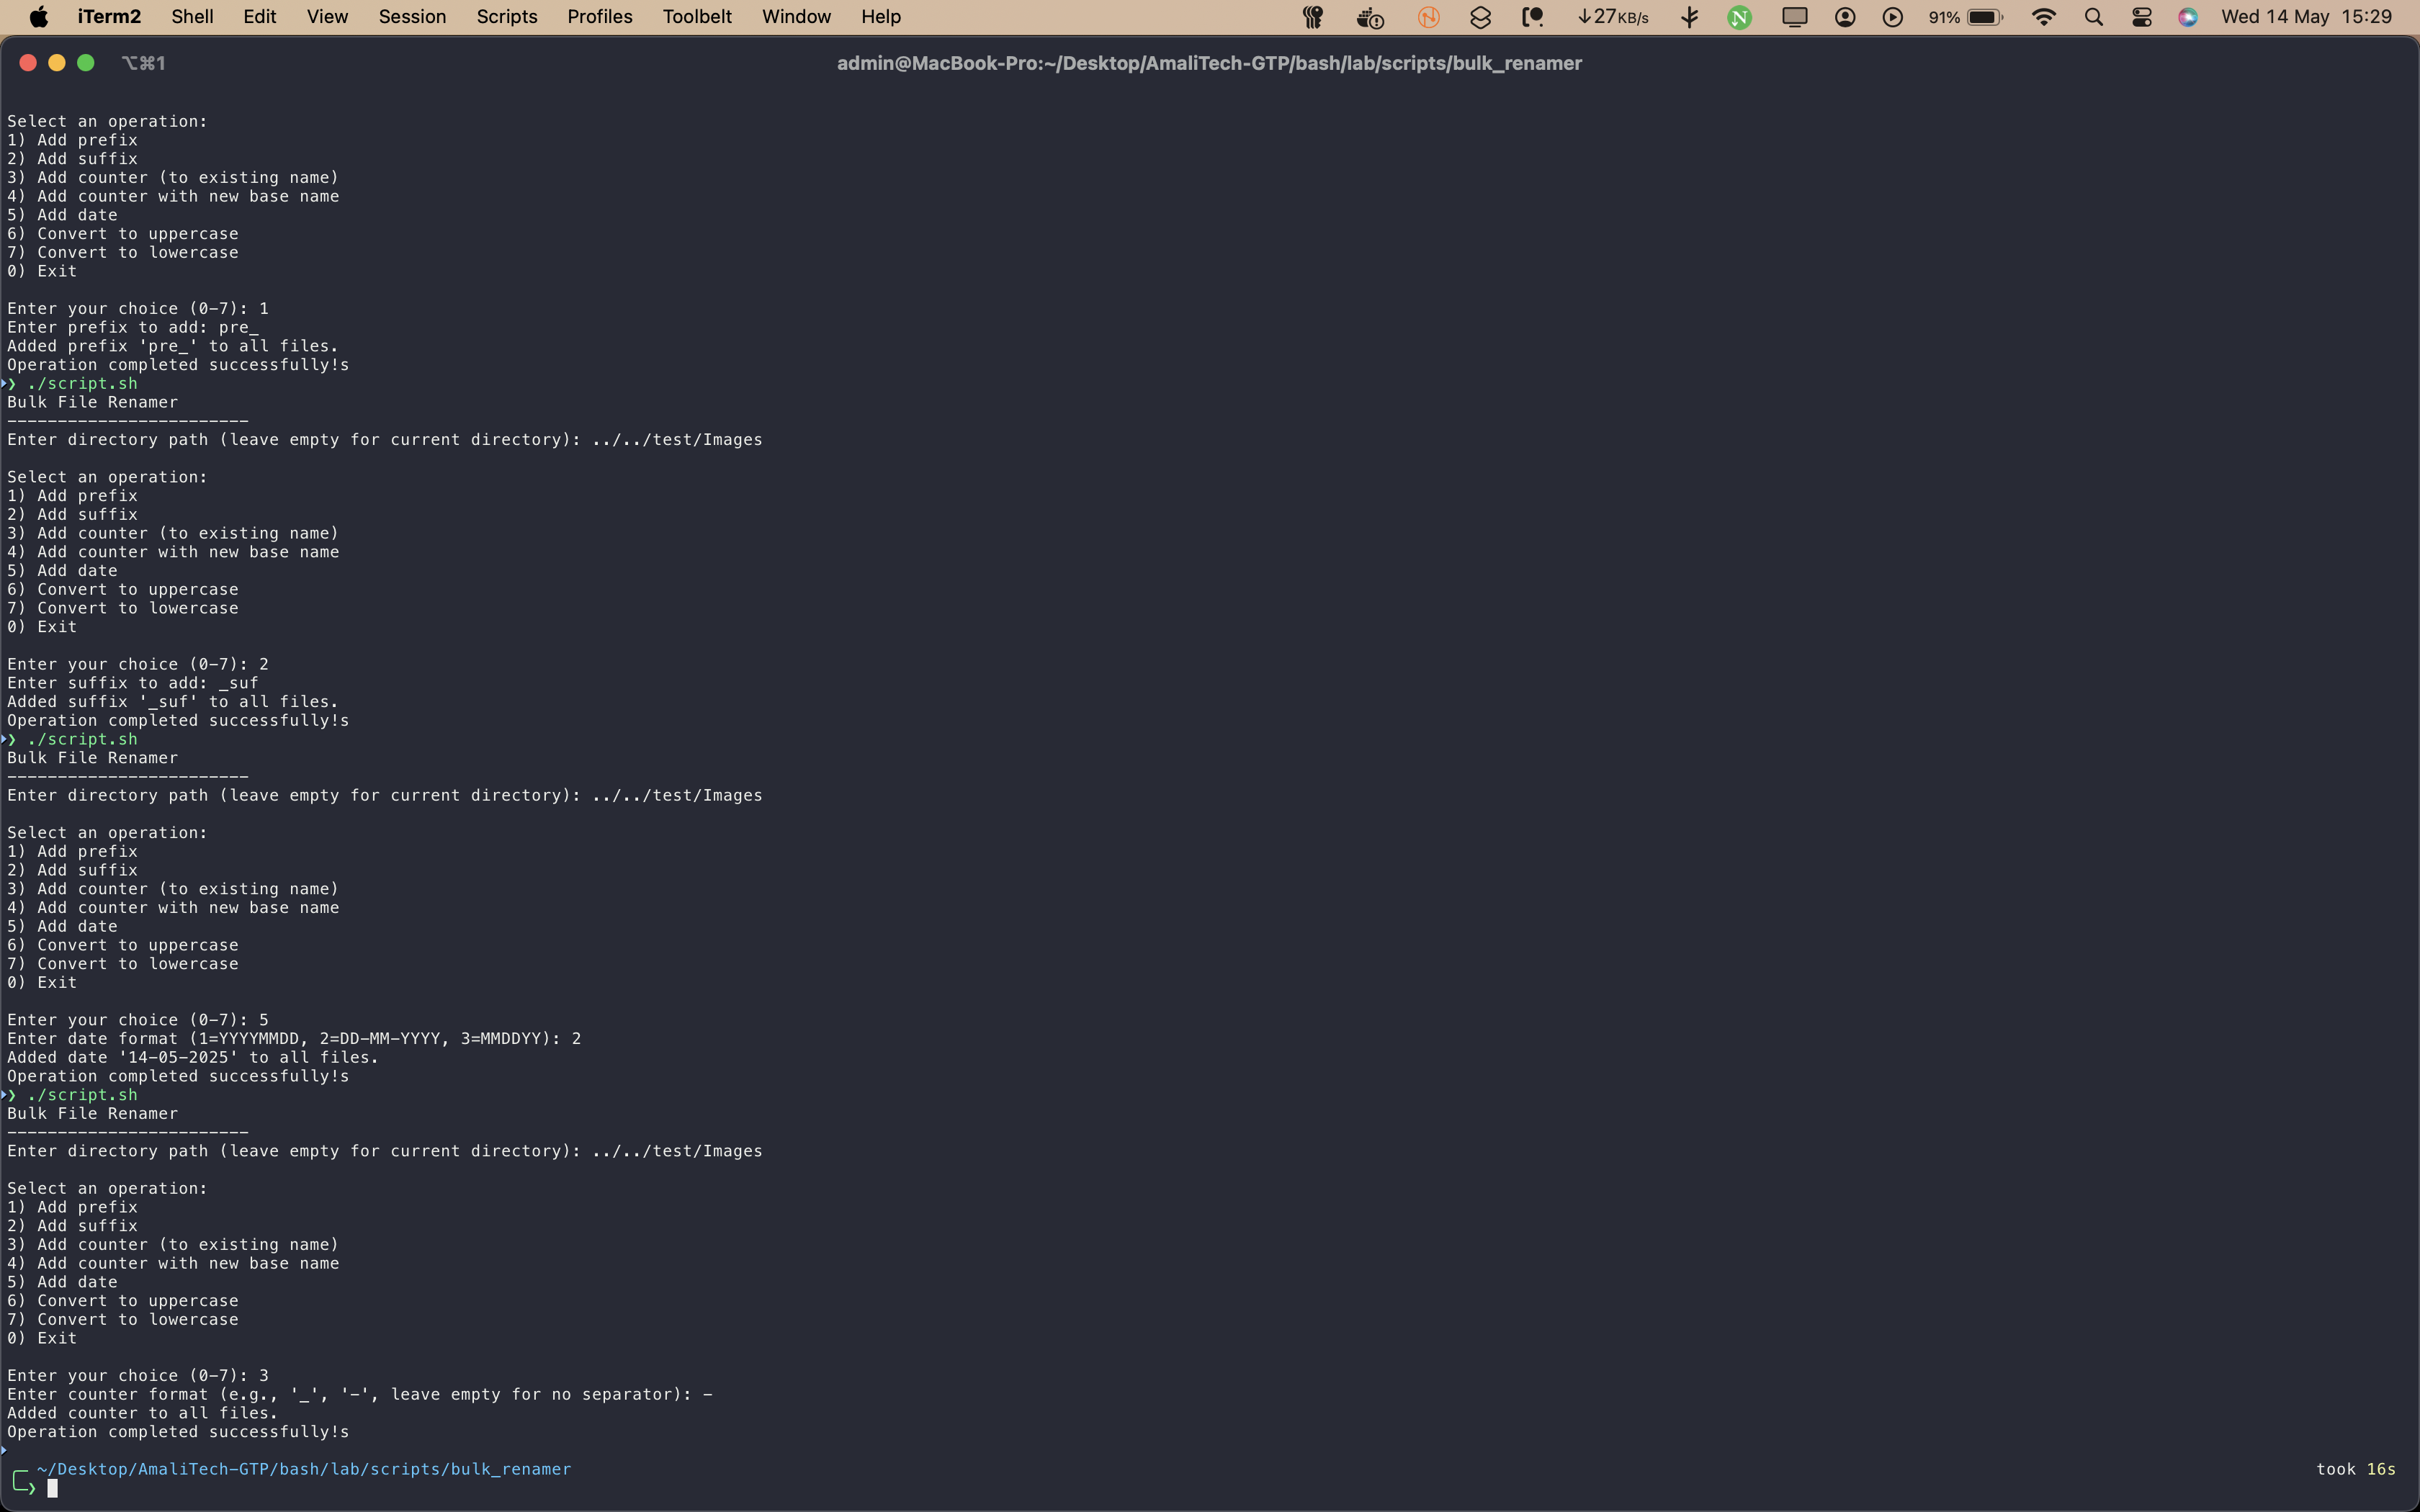 iTerm2 Shell Edit View Session Scripts Profiles Toolbelt Window Help ↓27KB/s 91% Wed 14 May 15:29
⌥⌘1 admin@MacBook-Pro:~/Desktop/AmaliTech-GTP/bash/lab/scripts/bulk_renamer
Select an operation:
1) Add prefix
2) Add suffix
3) Add counter (to existing name)
4) Add counter with new base name
5) Add date
6) Convert to uppercase
7) Convert to lowercase
0) Exit
Enter your choice (0-7): 1
Enter prefix to add: pre_
Added prefix 'pre_' to all files.
Operation completed successfully!s
❯ ./script.sh
Bulk File Renamer
------------------------
Enter directory path (leave empty for current directory): ../../test/Images
Select an operation:
1) Add prefix
2) Add suffix
3) Add counter (to existing name)
4) Add counter with new base name
5) Add date
6) Convert to uppercase
7) Convert to lowercase
0) Exit
Enter your choice (0-7): 2
Enter suffix to add: _suf
Added suffix '_suf' to all files.
Operation completed successfully!s
❯ ./script.sh
Bulk File Renamer
------------------------
Enter directory path (leave empty for current directory): ../../test/Images
Select an operation:
1) Add prefix
2) Add suffix
3) Add counter (to existing name)
4) Add counter with new base name
5) Add date
6) Convert to uppercase
7) Convert to lowercase
0) Exit
Enter your choice (0-7): 5
Enter date format (1=YYYYMMDD, 2=DD-MM-YYYY, 3=MMDDYY): 2
Added date '14-05-2025' to all files.
Operation completed successfully!s
❯ ./script.sh
Bulk File Renamer
------------------------
Enter directory path (leave empty for current directory): ../../test/Images
Select an operation:
1) Add prefix
2) Add suffix
3) Add counter (to existing name)
4) Add counter with new base name
5) Add date
6) Convert to uppercase
7) Convert to lowercase
0) Exit
Enter your choice (0-7): 3
Enter counter format (e.g., '_', '-', leave empty for no separator): -
Added counter to all files.
Operation completed successfully!s
~/Desktop/AmaliTech-GTP/bash/lab/scripts/bulk_renamer took 16s
❯